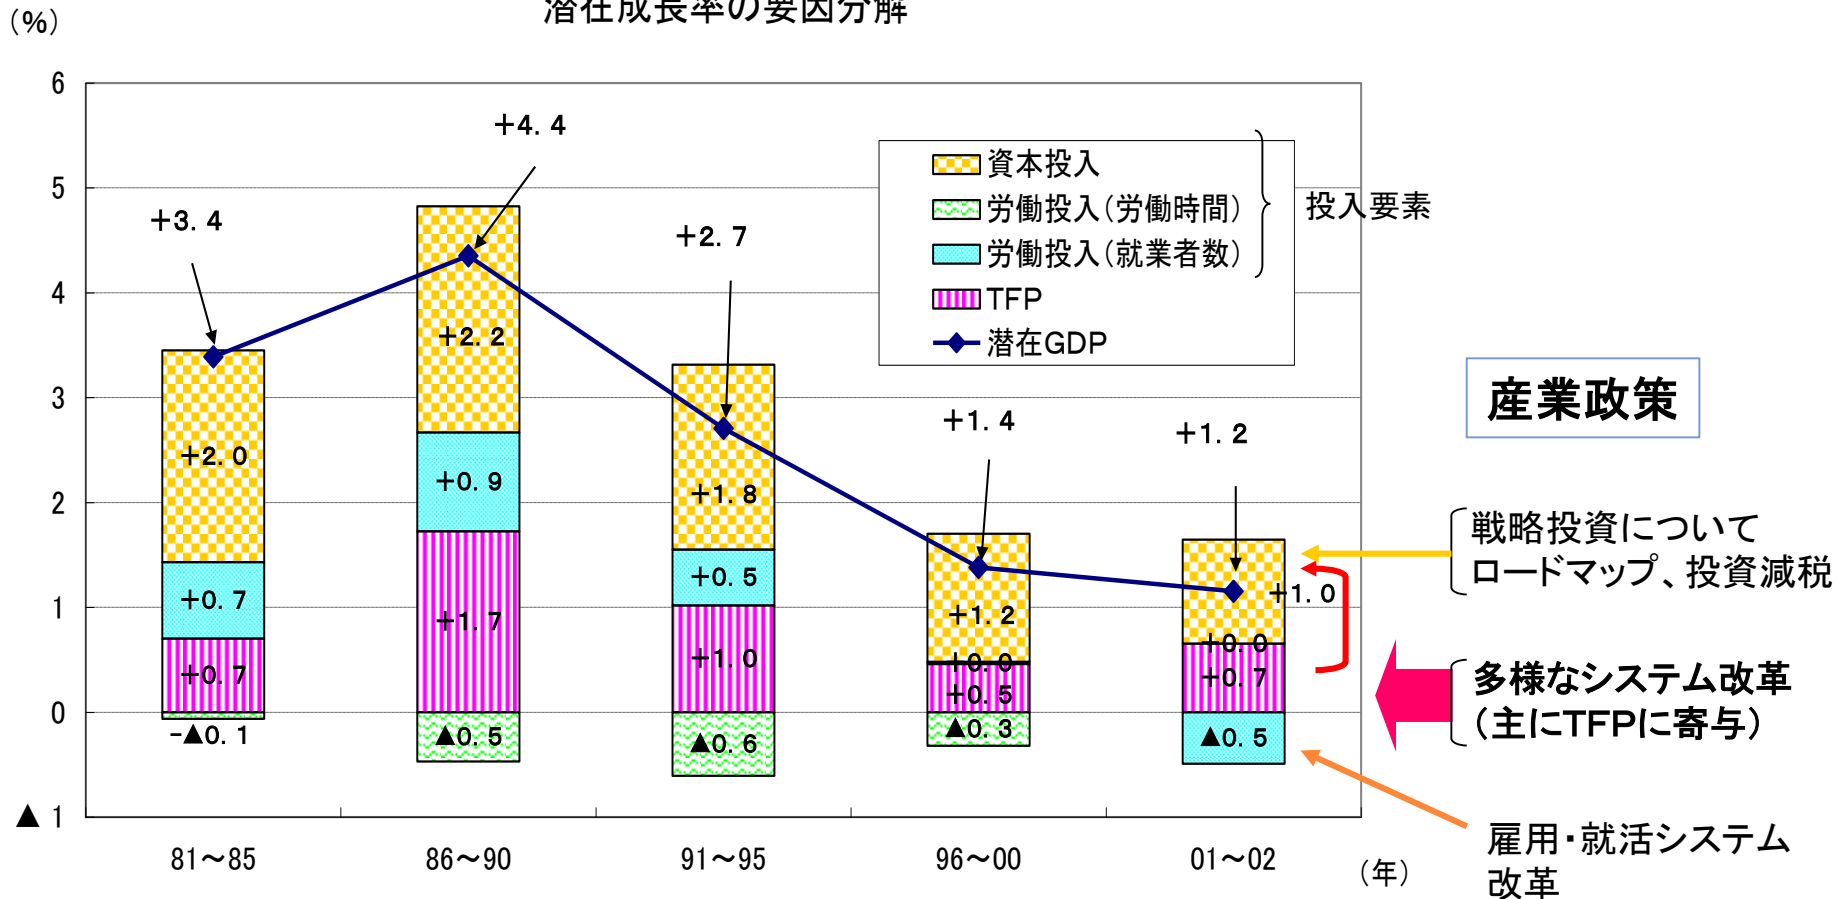 潜在成長率の要因分解
(%)
6
5
4
3
2
1
0
▲ 1
+3.4
+4.4
+2.7
+1.4
+1.2
資本投入
労働投入(労働時間)
労働投入(就業者数)
TFP
潜在GDP
投入要素
+2.0
+0.7
+0.7
-▲0.1
+2.2
+0.9
+1.7
▲0.5
+1.8
+0.5
+1.0
▲0.6
+1.2
+0.0
+0.5
▲0.3
+1.0
+0.0
+0.7
▲0.5
81~85
86~90
91~95
96~00
01~02
(年)
産業政策
戦略投資について
ロードマップ、投資減税
多様なシステム改革
(主にTFPに寄与)
雇用・就活システム
改革